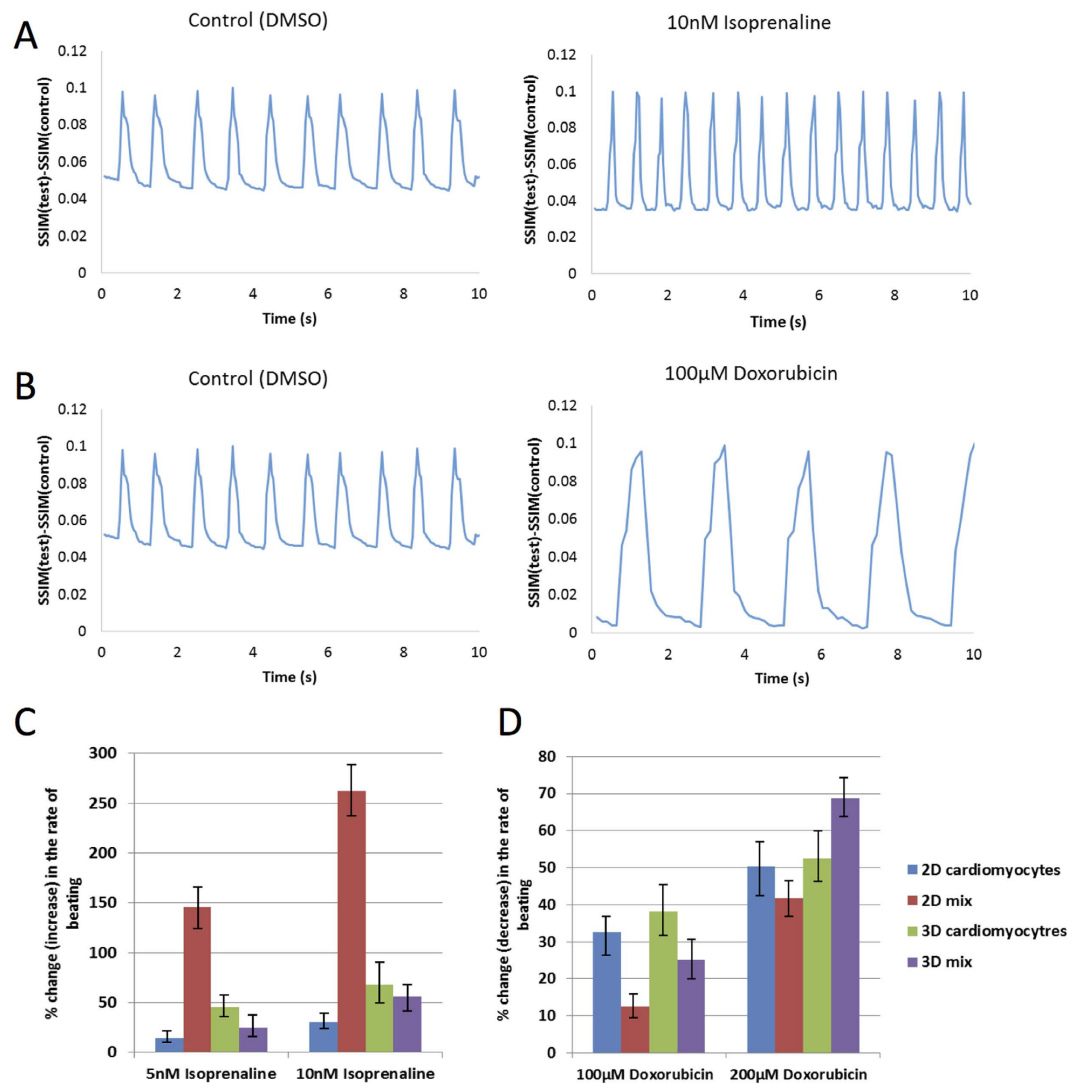 A
Control (DMSO)
SSIM(test)-SSIM(control)
0.12
0.1
0.08
0.06
0.04
0.02
0
0 2 4 6 8 10
Time (s)
10nM Isoprenaline
SSIM(test)-SSIM(control)
0.12
0.1
0.08
0.06
0.04
0.02
0
0 2 4 6 8 10
Time (s)
B
Control (DMSO)
SSIM(test)-SSIM(control)
0.12
0.1
0.08
0.06
0.04
0.02
0
0 2 4 6 8 10
Time (s)
100μM Doxorubicin
SSIM(test)-SSIM(control)
0.12
0.1
0.08
0.06
0.04
0.02
0
0 2 4 6 8 10
Time (s)
C
% change (increase) in the rate of
beating
300
250
200
150
100
50
0
5nM Isoprenaline 10nM Isoprenaline
D
% change (decrease) in the rate of
beating
80
70
60
50
40
30
20
10
0
100μM Doxorubicin 200μM Doxorubicin
2D cardiomyocytes
2D mix
3D cardiomyocytres
3D mix